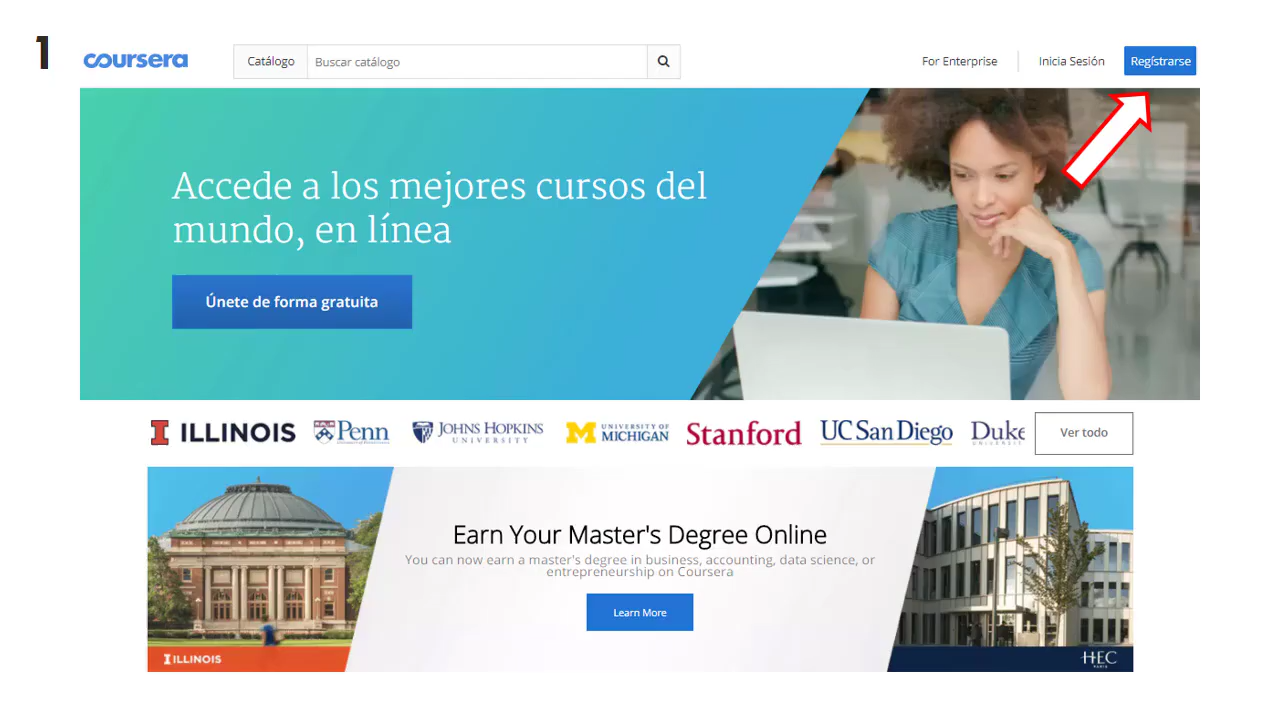 1
coursera
Catálogo
Buscar catálogo
For Enterprise
Inicia Sesión
Regístrarse
Accede a los mejores cursos del
mundo, en línea
Únete de forma gratuita
I ILLINOIS
Penn
JOHNS HOPKINS
UNIVERSITY
M UNIVERSITY OF
MICHIGAN
Stanford
UC San Diego
Duke
UNIVERSITY
Ver todo
Earn Your Master's Degree Online
You can now earn a master's degree in business, accounting, data science, or
entrepreneurship on Coursera
Learn More
I ILLINOIS
HEC
PARIS